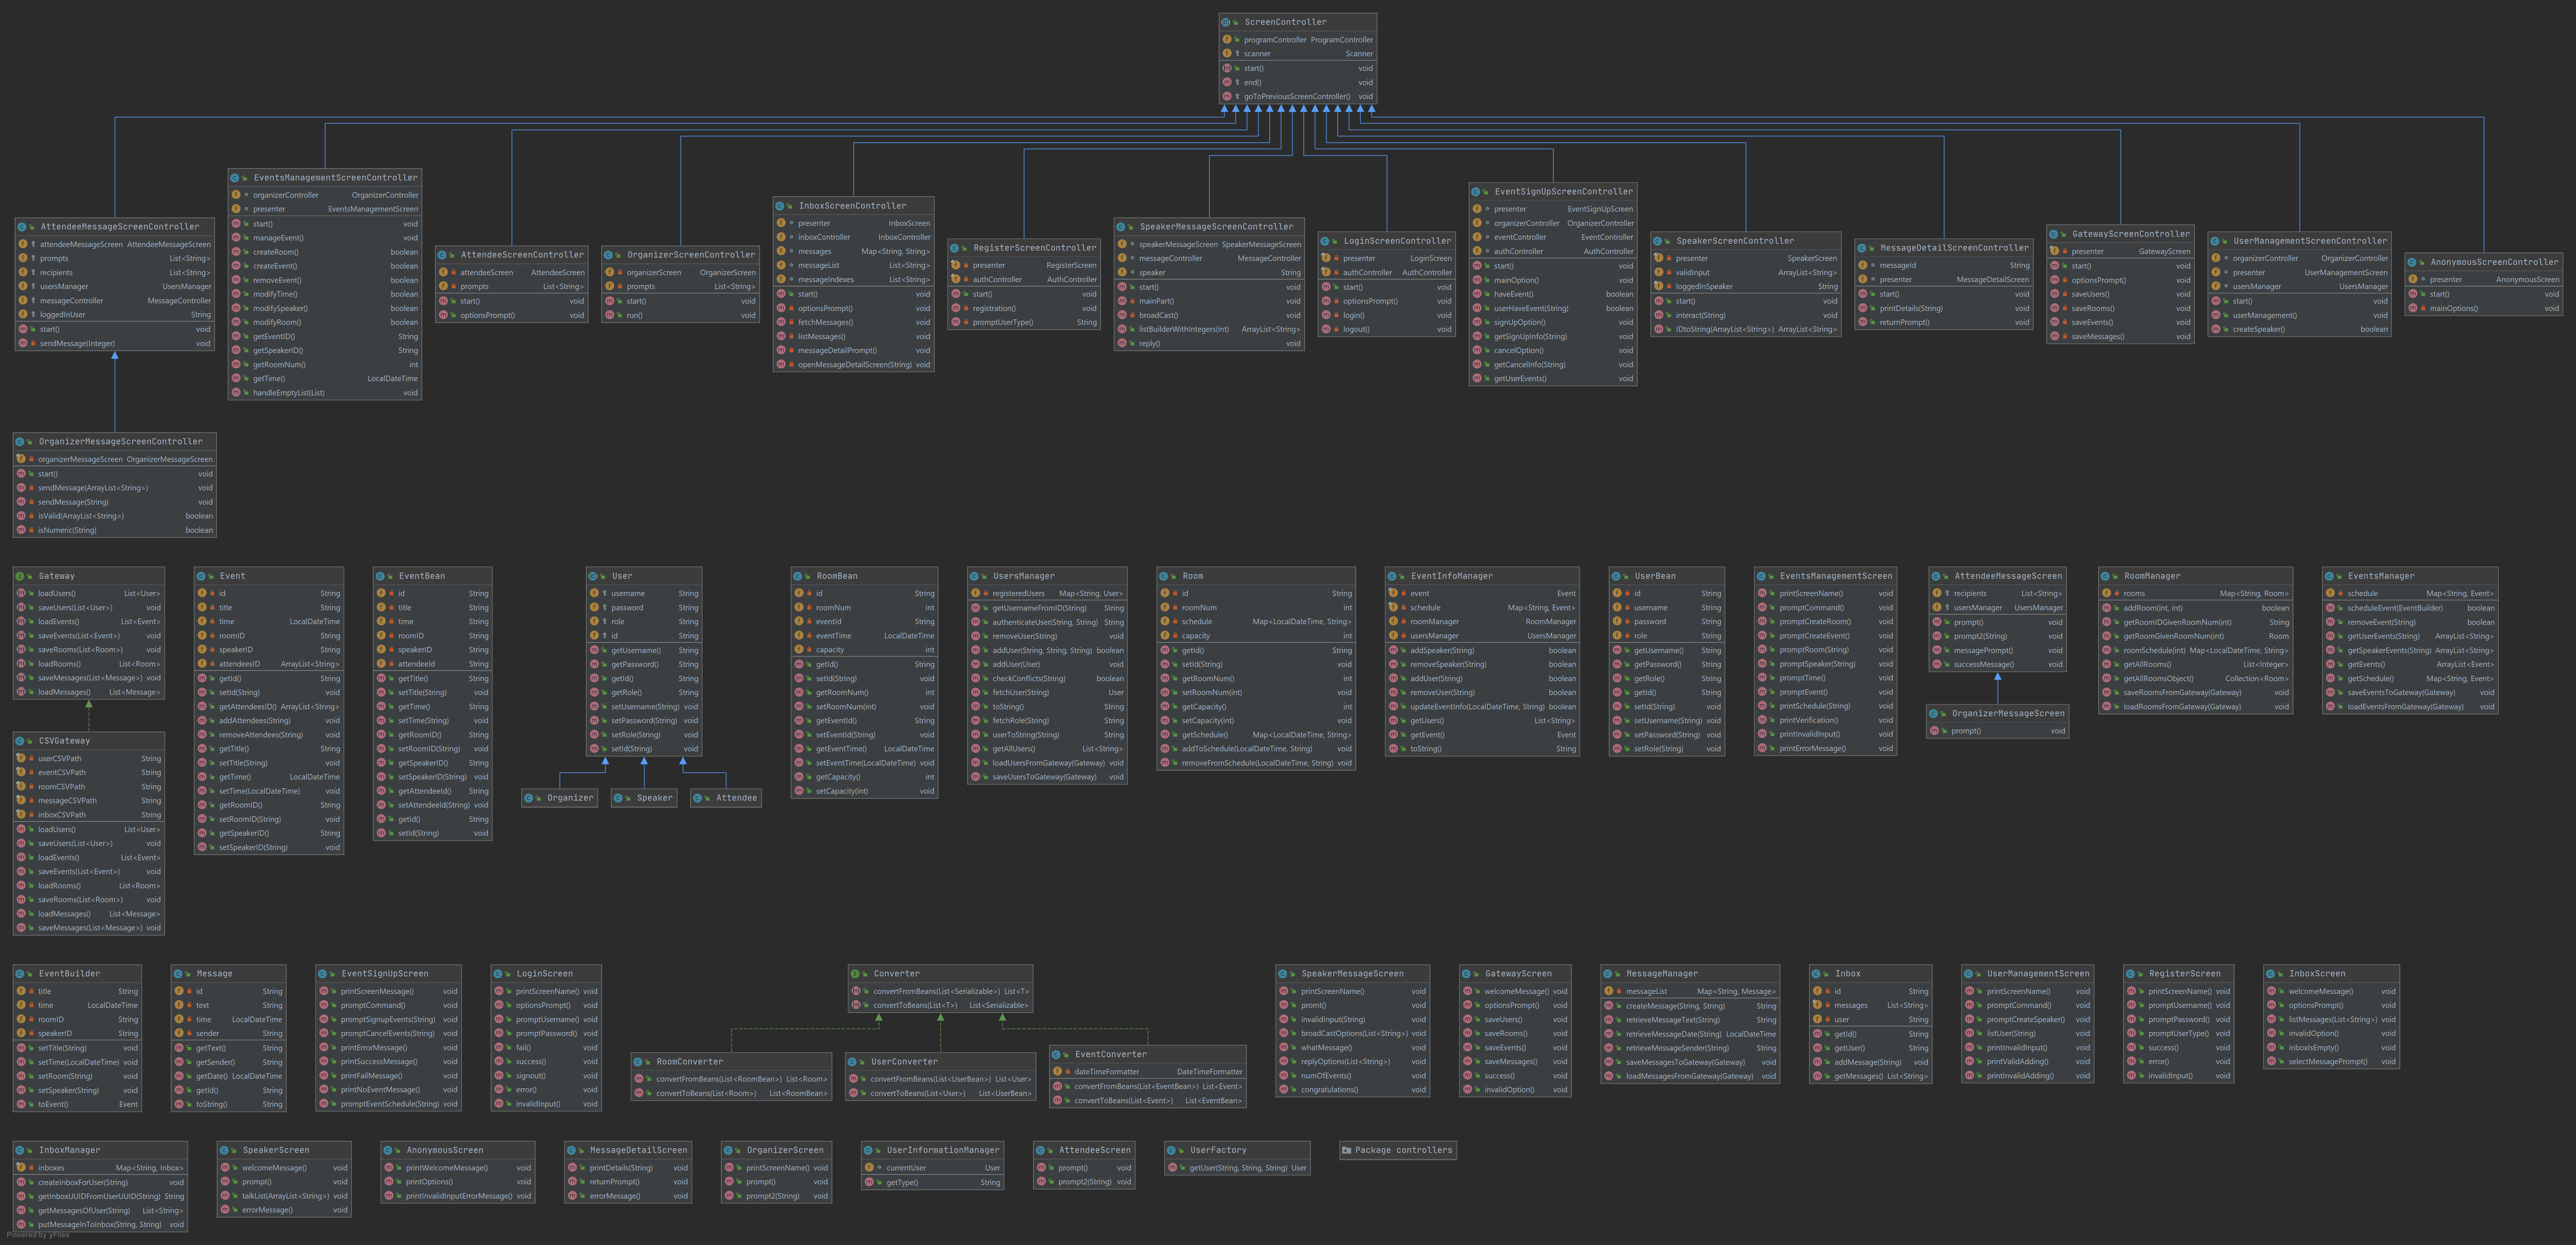 ScreenController
programController ProgramController
scanner Scanner
start() void
end() void
goToPreviousScreenController() void
AttendeeMessageScreenController
attendeeMessageScreen AttendeeMessageScreen
prompts List<String>
recipients List<String>
usersManager UsersManager
messageController MessageController
loggedInUser String
start() void
sendMessage(Integer) void
EventsManagementScreenController
organizerController OrganizerController
presenter EventsManagementScreen
start() void
manageEvent() void
createRoom() boolean
createEvent() boolean
removeEvent() boolean
modifyTime() boolean
modifySpeaker() boolean
modifyRoom() boolean
getEventID() String
getSpeakerID() String
getRoomNum() int
getTime() LocalDateTime
handleEmptyList(List) void
AttendeeScreenController
attendeeScreen AttendeeScreen
prompts List<String>
start() void
optionsPrompt() void
OrganizerScreenController
organizerScreen OrganizerScreen
prompts List<String>
start() void
run() void
InboxScreenController
presenter InboxScreen
inboxController InboxController
messages Map<String, String>
messageList List<String>
messageIndexes List<String>
start() void
optionsPrompt() void
fetchMessages() void
listMessages() void
messageDetailPrompt() void
openMessageDetailScreen(String) void
RegisterScreenController
presenter RegisterScreen
authController AuthController
start() void
registration() void
promptUserType() String
SpeakerMessageScreenController
speakerMessageScreen SpeakerMessageScreen
messageController MessageController
speaker String
start() void
mainPart() void
broadCast() void
listBuilderWithIntegers(int) ArrayList<String>
reply() void
LoginScreenController
presenter LoginScreen
authController AuthController
start() void
optionsPrompt() void
login() void
logout() void
EventSignUpScreenController
presenter EventSignUpScreen
organizerController OrganizerController
eventController EventController
authController AuthController
start() void
mainOption() void
haveEvent() boolean
userHaveEvent(String) boolean
signUpOption() void
getSignUpInfo(String) void
cancelOption() void
getCancelInfo(String) void
getUserEvents() void
SpeakerScreenController
presenter SpeakerScreen
validInput ArrayList<String>
loggedInSpeaker String
start() void
interact(String) void
IDtoString(ArrayList<String>) ArrayList<String>
MessageDetailScreenController
messageId String
presenter MessageDetailScreen
start() void
printDetails(String) void
returnPrompt() void
GatewayScreenController
presenter GatewayScreen
start() void
optionsPrompt() void
saveUsers() void
saveRooms() void
saveEvents() void
saveMessages() void
UserManagementScreenController
organizerController OrganizerController
presenter UserManagementScreen
usersManager UsersManager
start() void
userManagement() void
createSpeaker() boolean
AnonymousScreenController
presenter AnonymousScreen
start() void
mainOptions() void
OrganizerMessageScreenController
organizerMessageScreen OrganizerMessageScreen
start() void
sendMessage(ArrayList<String>) void
sendMessage(String) void
isValid(ArrayList<String>) boolean
isNumeric(String) boolean
Gateway
loadUsers() List<User>
saveUsers(List<User>) void
loadEvents() List<Event>
saveEvents(List<Event>) void
saveRooms(List<Room>) void
loadRooms() List<Room>
saveMessages(List<Message>) void
loadMessages() List<Message>
CSVGateway
userCSVPath String
eventCSVPath String
roomCSVPath String
messageCSVPath String
inboxCSVPath String
loadUsers() List<User>
saveUsers(List<User>) void
loadEvents() List<Event>
saveEvents(List<Event>) void
loadRooms() List<Room>
saveRooms(List<Room>) void
loadMessages() List<Message>
saveMessages(List<Message>) void
Event
id String
title String
time LocalDateTime
roomID String
speakerID String
attendeesID ArrayList<String>
getId() String
setId(String) void
getAttendeesID() ArrayList<String>
addAttendees(String) void
removeAttendees(String) void
getTitle() String
setTitle(String) void
getTime() LocalDateTime
setTime(LocalDateTime) void
getRoomID() String
setRoomID(String) void
getSpeakerID() String
setSpeakerID(String) void
EventBean
id String
title String
time String
roomID String
speakerID String
attendeeId String
getTitle() String
setTitle(String) void
getTime() String
setTime(String) void
getRoomID() String
setRoomID(String) void
getSpeakerID() String
setSpeakerID(String) void
getAttendeeId() String
setAttendeeId(String) void
getId() String
setId(String) void
User
username String
password String
role String
id String
getUsername() String
getPassword() String
getId() String
getRole() String
setUsername(String) void
setPassword(String) void
setRole(String) void
setId(String) void
Organizer
Speaker
Attendee
RoomBean
id String
roomNum int
eventId String
eventTime LocalDateTime
capacity int
getId() String
setId(String) void
getRoomNum() int
setRoomNum(int) void
getEventId() String
setEventId(String) void
getEventTime() LocalDateTime
setEventTime(LocalDateTime) void
getCapacity() int
setCapacity(int) void
UsersManager
registeredUsers Map<String, User>
getUsernameFromID(String) String
authenticateUser(String, String) String
removeUser(String) void
addUser(String, String, String) boolean
addUser(User) void
checkConflicts(String) boolean
fetchUser(String) User
toString() String
fetchRole(String) String
userToString(String) String
getAllUsers() List<String>
loadUsersFromGateway(Gateway) void
saveUsersToGateway(Gateway) void
Room
id String
roomNum int
schedule Map<LocalDateTime, String>
capacity int
getId() String
setId(String) void
getRoomNum() int
setRoomNum(int) void
getCapacity() int
setCapacity(int) void
getSchedule() Map<LocalDateTime, String>
addToSchedule(LocalDateTime, String) void
removeFromSchedule(LocalDateTime, String) void
EventInfoManager
event Event
schedule Map<String, Event>
roomManager RoomManager
usersManager UsersManager
addSpeaker(String) boolean
removeSpeaker(String) boolean
addUser(String) boolean
removeUser(String) boolean
updateEventInfo(LocalDateTime, String) boolean
getUsers() List<String>
getEvent() Event
toString() String
UserBean
id String
username String
password String
role String
getUsername() String
getPassword() String
getRole() String
getId() String
setId(String) void
setUsername(String) void
setPassword(String) void
setRole(String) void
EventsManagementScreen
printScreenName() void
promptCommand() void
promptCreateRoom() void
promptCreateEvent() void
promptRoom(String) void
promptSpeaker(String) void
promptTime() void
promptEvent() void
printSchedule(String) void
printVerification() void
printInvalidInput() void
printErrorMessage() void
AttendeeMessageScreen
recipients List<String>
usersManager UsersManager
prompt() void
prompt2(String) void
messagePrompt() void
successMessage() void
OrganizerMessageScreen
prompt() void
RoomManager
rooms Map<String, Room>
addRoom(int, int) boolean
getRoomIDGivenRoomNum(int) String
getRoomGivenRoomNum(int) Room
roomSchedule(int) Map<LocalDateTime, String>
getAllRooms() List<Integer>
getAllRoomsObject() Collection<Room>
saveRoomsFromGateway(Gateway) void
loadRoomsFromGateway(Gateway) void
EventsManager
schedule Map<String, Event>
scheduleEvent(EventBuilder) boolean
removeEvent(String) boolean
getUserEvents(String) ArrayList<String>
getSpeakerEvents(String) ArrayList<String>
getEvents() ArrayList<Event>
getSchedule() Map<String, Event>
saveEventsToGateway(Gateway) void
loadEventsFromGateway(Gateway) void
EventBuilder
title String
time LocalDateTime
roomID String
speakerID String
setTitle(String) void
setTime(LocalDateTime) void
setRoom(String) void
setSpeaker(String) void
toEvent() Event
Message
id String
text String
time LocalDateTime
sender String
getText() String
getSender() String
getDate() LocalDateTime
getId() String
toString() String
EventSignUpScreen
printScreenMessage() void
promptCommand() void
promptSignupEvents(String) void
promptCancelEvents(String) void
printErrorMessage() void
printSuccessMessage() void
printFailMessage() void
printNoEventMessage() void
promptEventSchedule(String) void
LoginScreen
printScreenName() void
optionsPrompt() void
promptUsername() void
promptPassword() void
fail() void
success() void
signout() void
error() void
invalidInput() void
Converter
convertFromBeans(List<Serializable>) List<T>
convertToBeans(List<T>) List<Serializable>
RoomConverter
convertFromBeans(List<RoomBean>) List<Room>
convertToBeans(List<Room>) List<RoomBean>
UserConverter
convertFromBeans(List<UserBean>) List<User>
convertToBeans(List<User>) List<UserBean>
EventConverter
dateTimeFormatter DateTimeFormatter
convertFromBeans(List<EventBean>) List<Event>
convertToBeans(List<Event>) List<EventBean>
SpeakerMessageScreen
printScreenName() void
promt() void
invalidInput(String) void
broadCastOptions(List<String>) void
whatMessage() void
replyOptions(List<String>) void
numOfEvents() void
congratulations() void
GatewayScreen
welcomeMessage() void
optionsPrompt() void
saveUsers() void
saveRooms() void
saveEvents() void
saveMessages() void
success() void
invalidOption() void
MessageManager
messageList Map<String, Message>
createMessage(String, String) String
retrieveMessageText(String) String
retrieveMessageDate(String) LocalDateTime
retrieveMessageSender(String) String
saveMessagesToGateway(Gateway) void
loadMessagesFromGateway(Gateway) void
Inbox
id String
messages List<String>
user String
getId() String
getUser() String
addMessage(String) void
getMessages() List<String>
UserManagementScreen
printScreenName() void
promptCommand() void
promptCreateSpeaker() void
listUser(String) void
printInvalidInput() void
printValidAdding() void
printInvalidAdding() void
RegisterScreen
printScreenName() void
promptUsername() void
promptPassword() void
promptUserType() void
success() void
error() void
invalidInput() void
InboxScreen
welcomeMessage() void
optionsPrompt() void
listMessages(List<String>) void
invalidOption() void
inboxIsEmpty() void
selectMessagePrompt() void
InboxManager
inboxes Map<String, Inbox>
createInboxForUser(String) void
getInboxUUIDFromUserUUID(String) String
getMessagesOfUser(String) List<String>
putMessageInToInbox(String, String) void
SpeakerScreen
welcomeMessage() void
prompt() void
talkList(ArrayList<String>) void
errorMessage() void
AnonymousScreen
printWelcomeMessage() void
printOptions() void
printInvalidInputErrorMessage() void
MessageDetailScreen
printDetails(String) void
returnPrompt() void
errorMessage() void
OrganizerScreen
printScreenName() void
prompt() void
prompt2(String) void
UserInformationManager
currentUser User
getType() String
AttendeeScreen
prompt() void
prompt2(String) void
UserFactory
getUser(String, String, String) User
Package controllers
Powered by yFiles